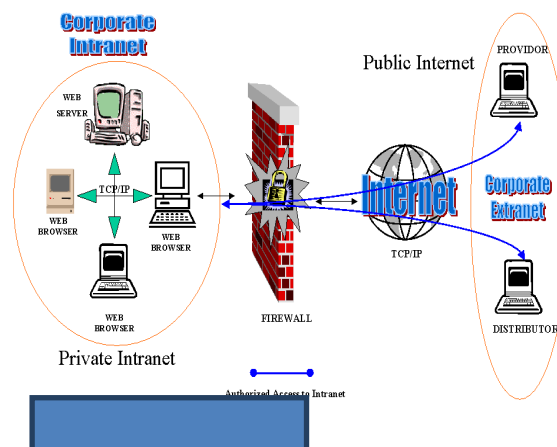 Corporate
Intranet
WEB
SERVER
TCP/IP
WEB
BROWSER
WEB
BROWSER
WEB
BROWSER
Private Intranet
FIREWALL
Public Internet
Internet
TCP/IP
PROVIDOR
Corporate
Extranet
DISTRIBUTOR
Authorized Access to Intranet